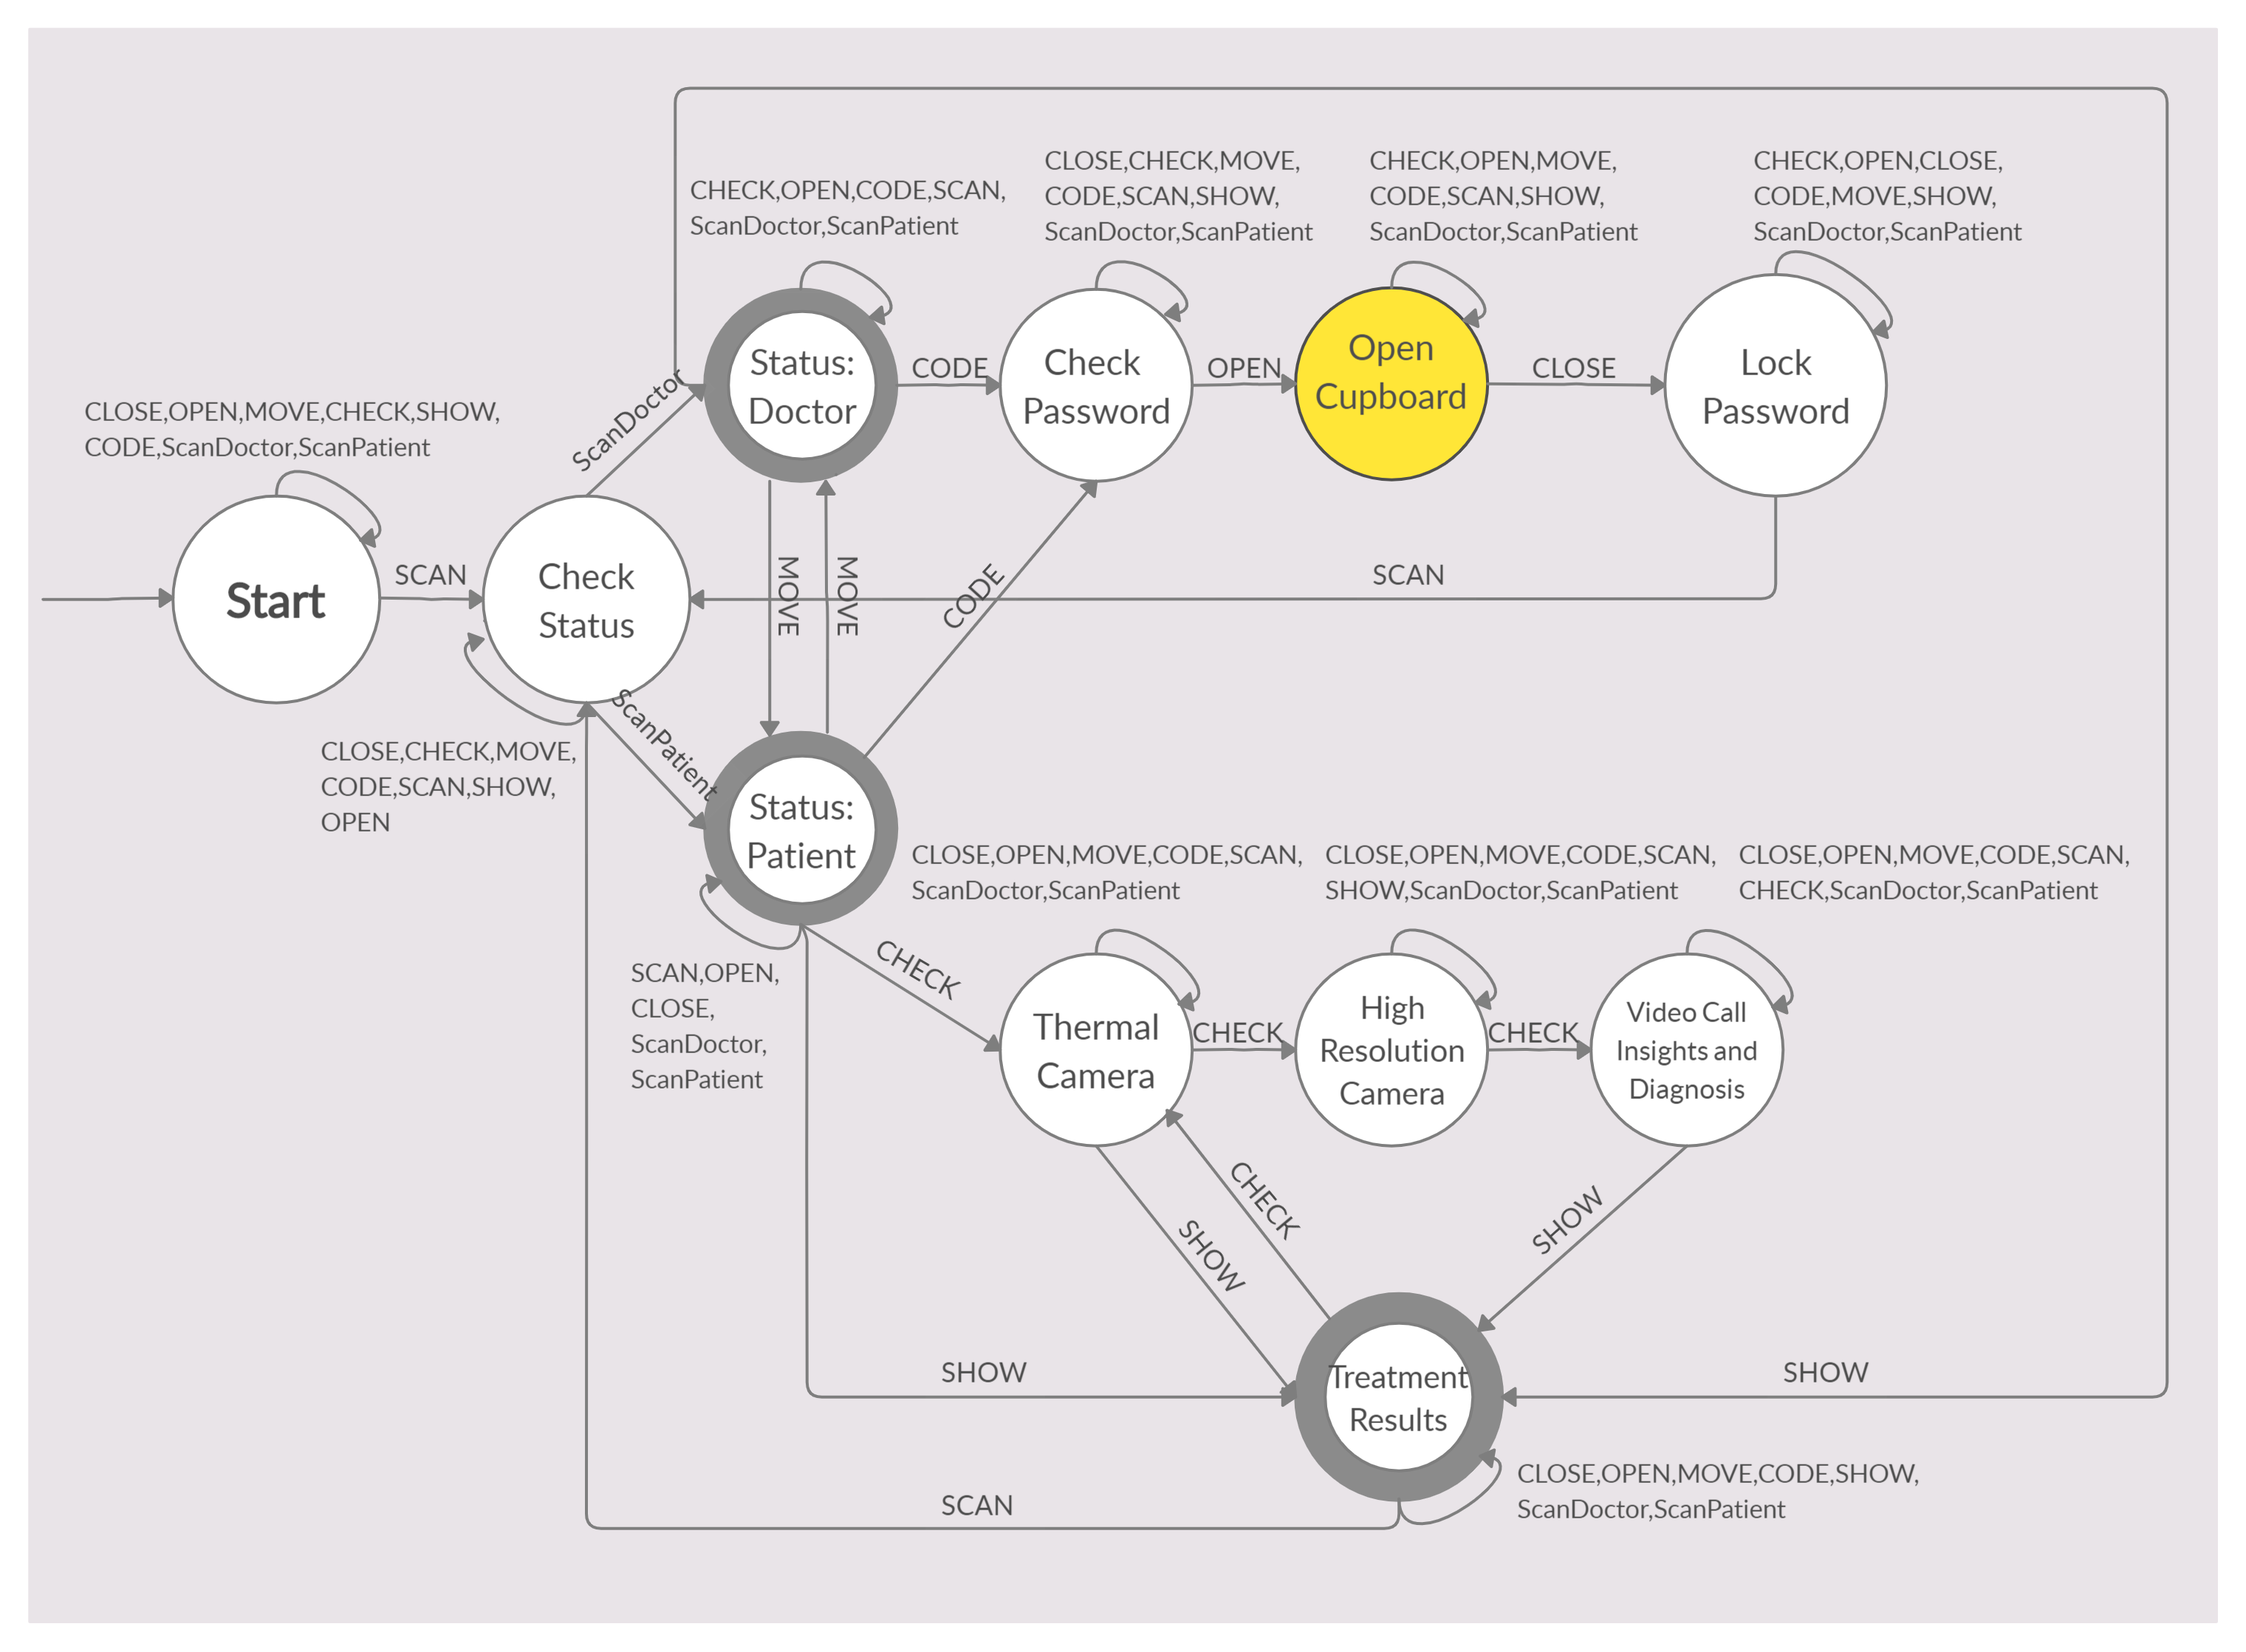 CLOSE,CHECK,MOVE,
CODE,SCAN,SHOW,
ScanDoctor,ScanPatient
CHECK,OPEN,MOVE,
CODE,SCAN,SHOW,
ScanDoctor,ScanPatient
CHECK,OPEN,CLOSE,
CODE,MOVE,SHOW,
ScanDoctor,ScanPatient
CHECK,OPEN,CODE,SCAN,
ScanDoctor,ScanPatient
Status:
Doctor
CODE
Check
Password
OPEN
Open
Cupboard
CLOSE
Lock
Password
ScanDoctor
CLOSE,OPEN,MOVE,CHECK,SHOW,
CODE,ScanDoctor,ScanPatient
Start
SCAN
Check
Status
MOVE
MOVE
CODE
SCAN
ScanPatient
CLOSE,CHECK,MOVE,
CODE,SCAN,SHOW,
OPEN
Status:
Patient
CLOSE,OPEN,MOVE,CODE,SCAN,
ScanDoctor,ScanPatient
CLOSE,OPEN,MOVE,CODE,SCAN,
SHOW,ScanDoctor,ScanPatient
CLOSE,OPEN,MOVE,CODE,SCAN,
CHECK,ScanDoctor,ScanPatient
SCAN,OPEN,
CLOSE,
ScanDoctor,
ScanPatient
CHECK
Thermal
Camera
CHECK
High
Resolution
Camera
CHECK
Video Call
Insights and
Diagnosis
CHECK
SHOW
SHOW
SHOW
Treatment
Results
SHOW
CLOSE,OPEN,MOVE,CODE,SHOW,
ScanDoctor,ScanPatient
SCAN